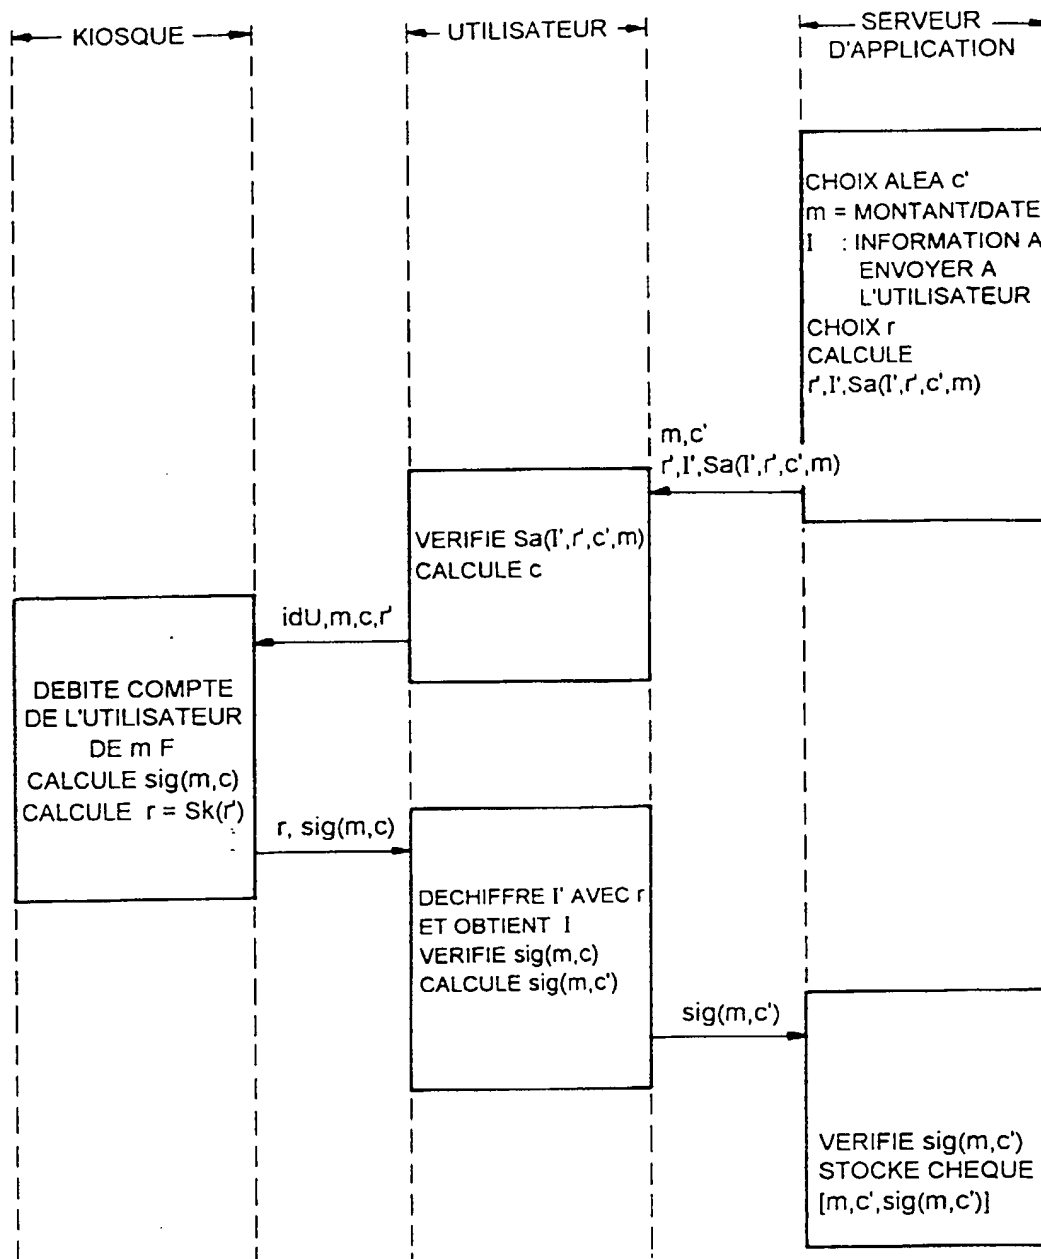 KIOSQUE
UTILISATEUR
SERVEUR
D'APPLICATION
CHOIX ALEA c'
m = MONTANT/DATE
I : INFORMATION A
ENVOYER A
L'UTILISATEUR
CHOIX r
CALCULE
r',I',Sa(I',r',c',m)
m,c'
r',I',Sa(I',r',c',m)
VERIFIE Sa(I',r',c',m)
CALCULE c
idU,m,c,r'
DEBITE COMPTE
DE L'UTILISATEUR
DE m F
CALCULE sig(m,c)
CALCULE r = Sk(r')
r, sig(m,c)
DECHIFFRE I' AVEC r
ET OBTIENT I
VERIFIE sig(m,c)
CALCULE sig(m,c')
sig(m,c')
VERIFIE sig(m,c')
STOCKE CHEQUE
[m,c',sig(m,c')]